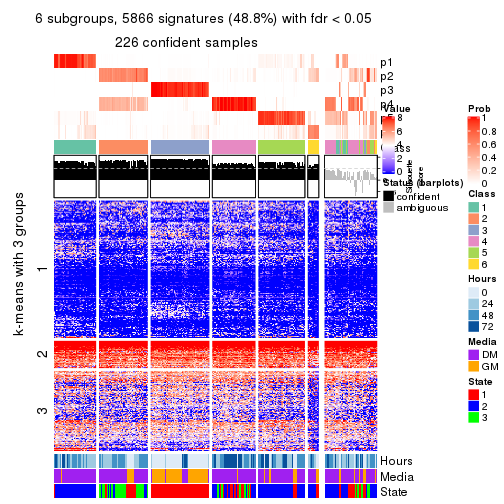 6 subgroups, 5866 signatures (48.8%) with fdr < 0.05
226 confident samples
p1
p2
p3
p4
Value
8
6
4
2
0
Silhouette
score
Status (barplots)
confident
ambiguous
Prob
1
0.8
0.6
0.4
0.2
0
Class
1
2
3
4
5
6
Hours
0
24
48
72
Media
DM
GM
State
1
2
3
k-means with 3 groups
1
2
3
Hours
Media
State